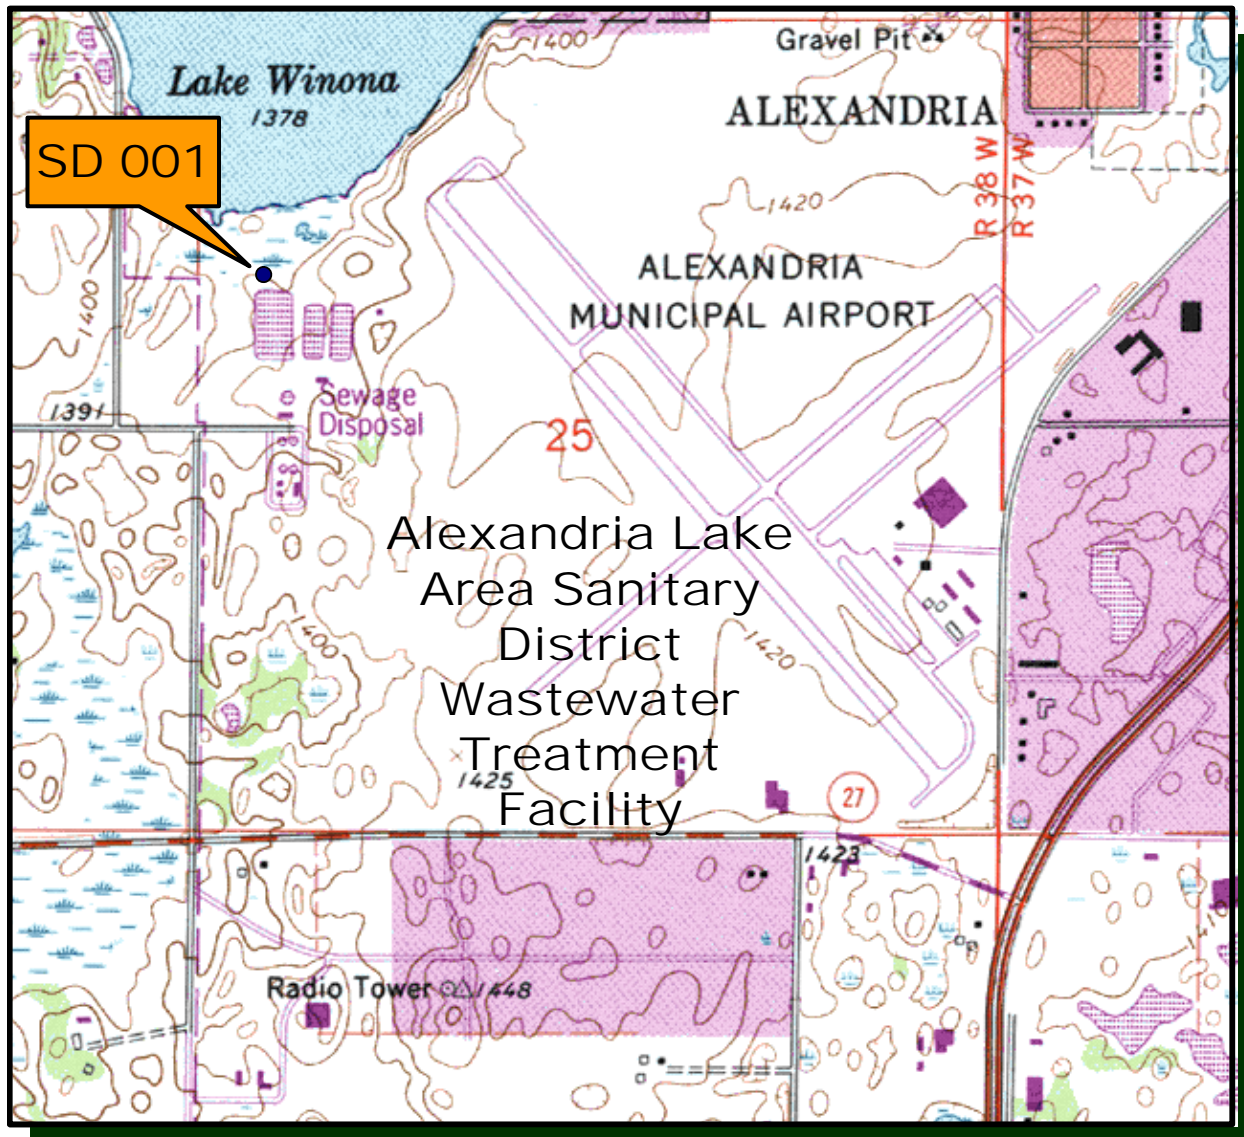 1400
Gravel Pit
Lake Winona
1378
ALEXANDRIA
SD 001
R 38 W
R 37 W
1420
ALEXANDRIA
MUNICIPAL AIRPORT
1400
1391
Sewage
Disposal
25
Alexandria Lake
Area Sanitary
District
Wastewater
Treatment
Facility
1400
1420
1425
27
1423
1410
Radio Tower
1448